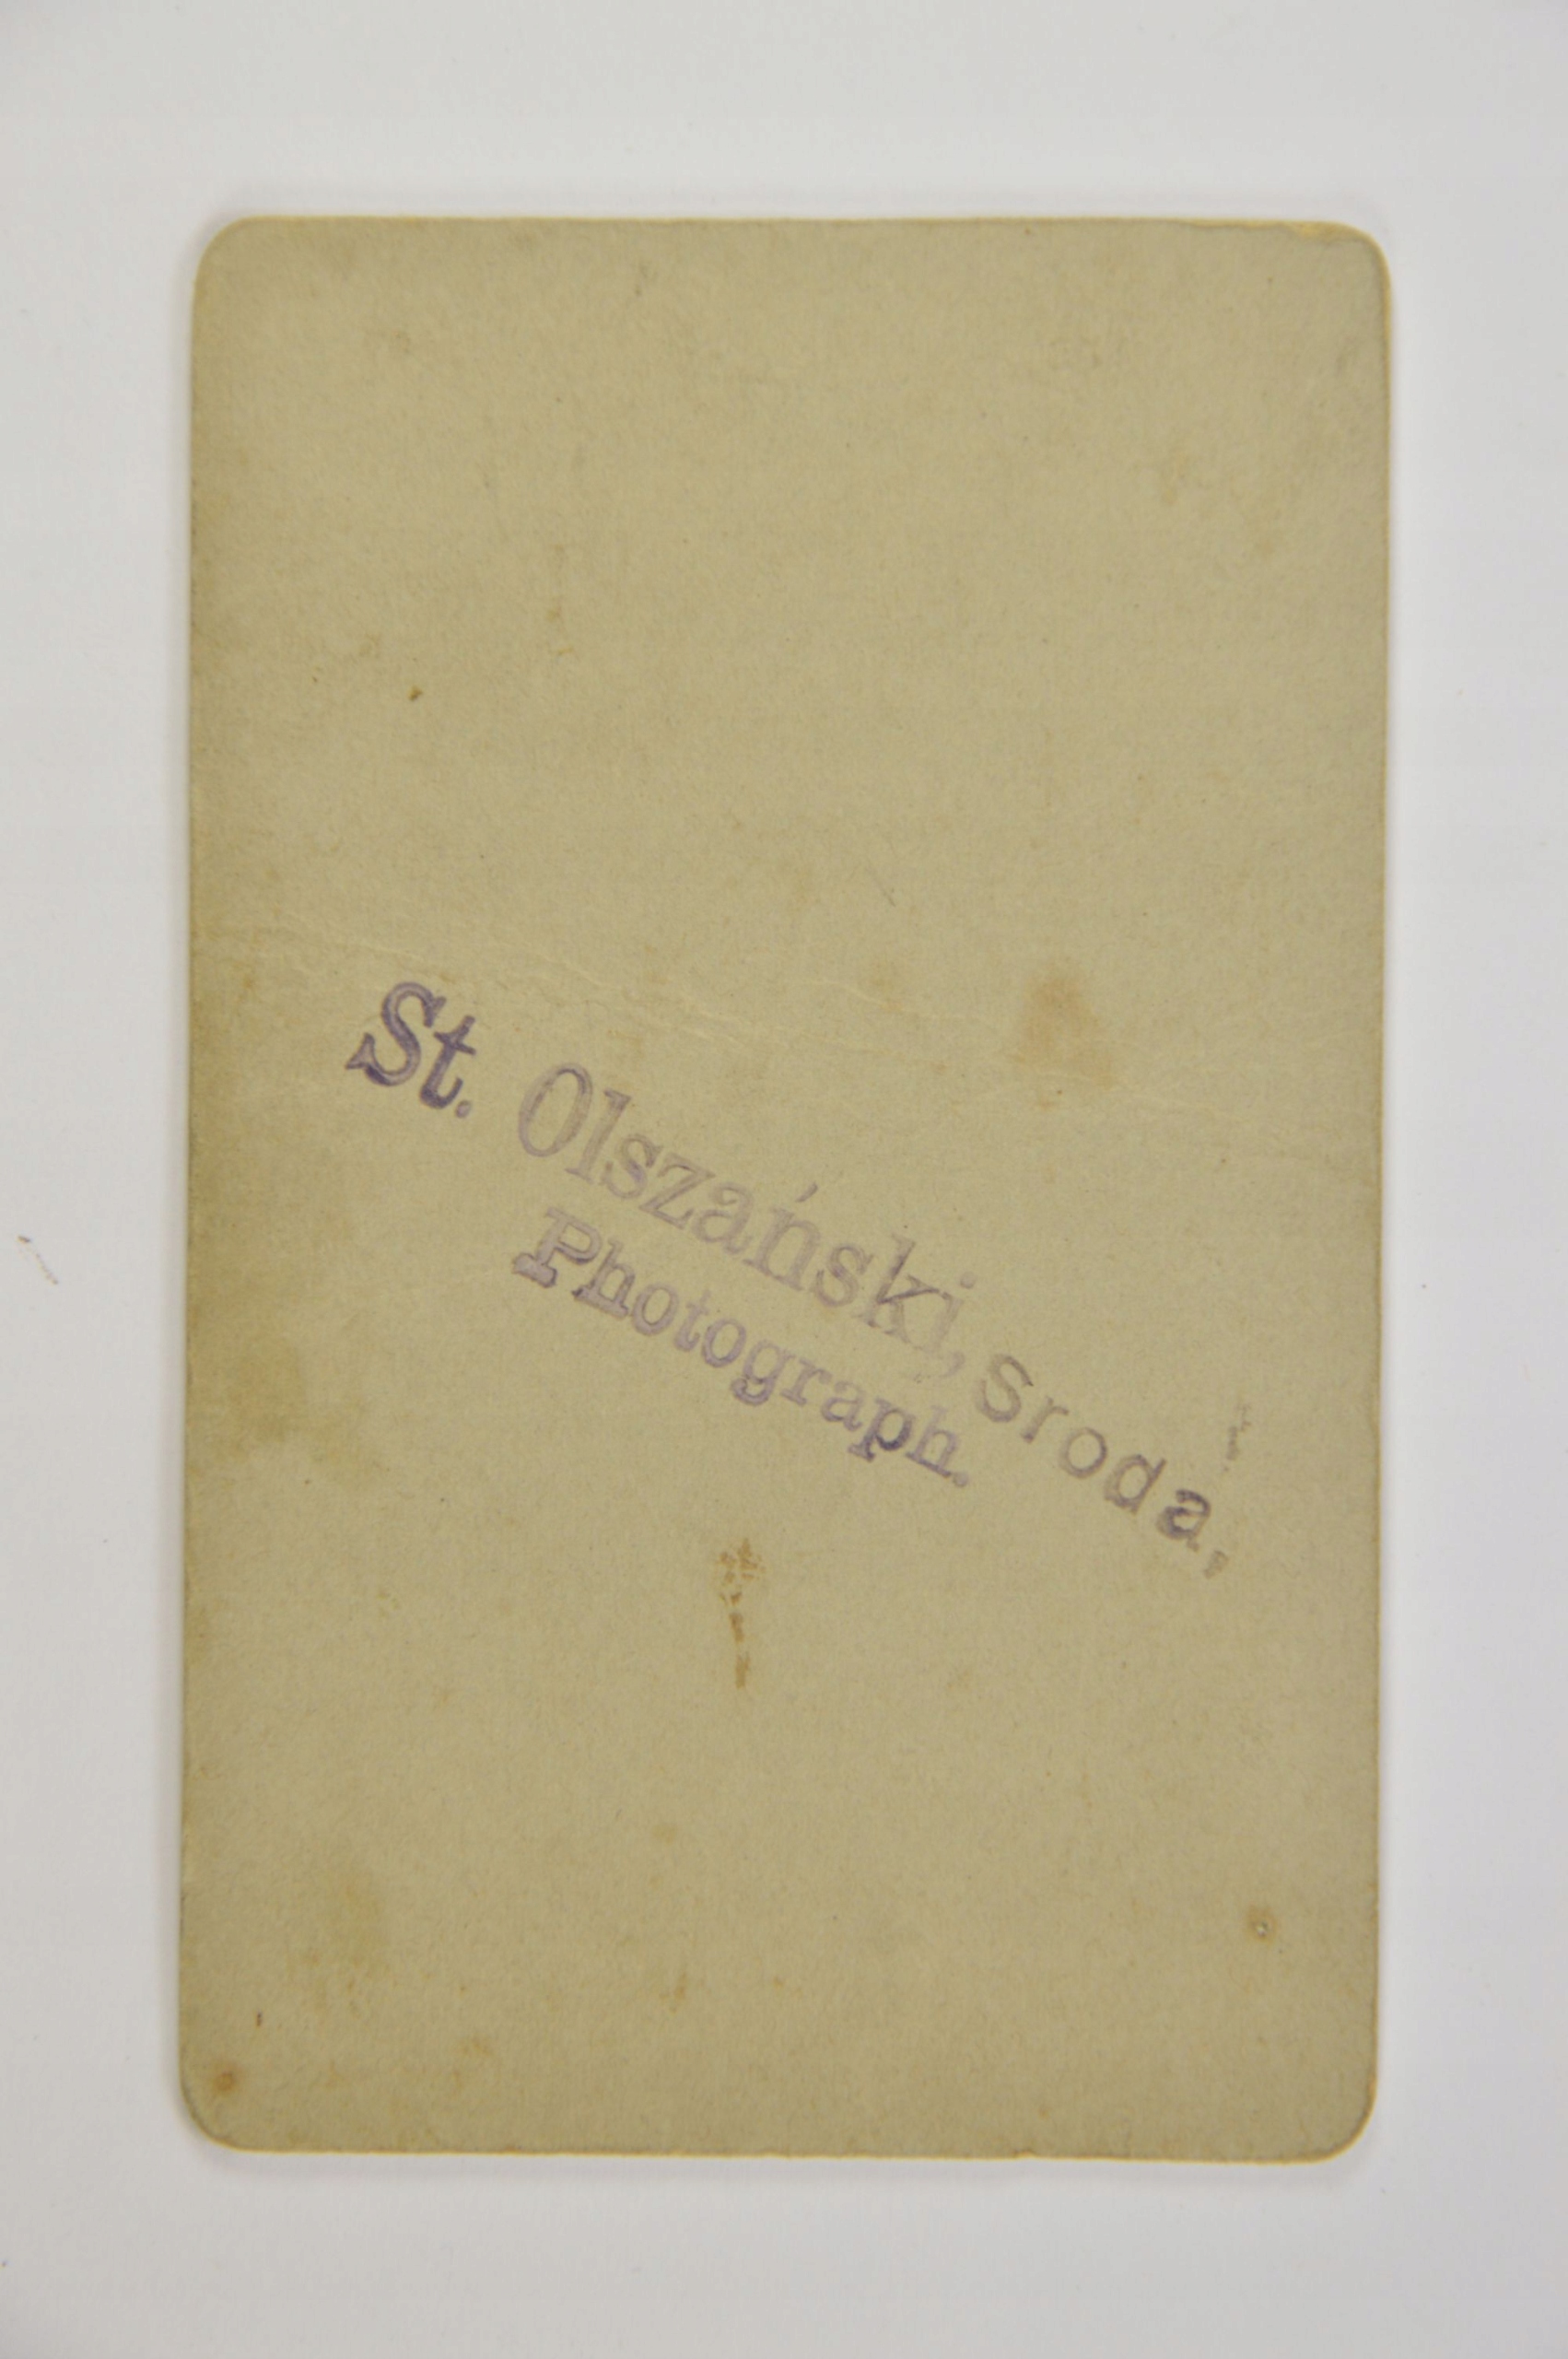 St. Olszański, Sroda,
Photograph.